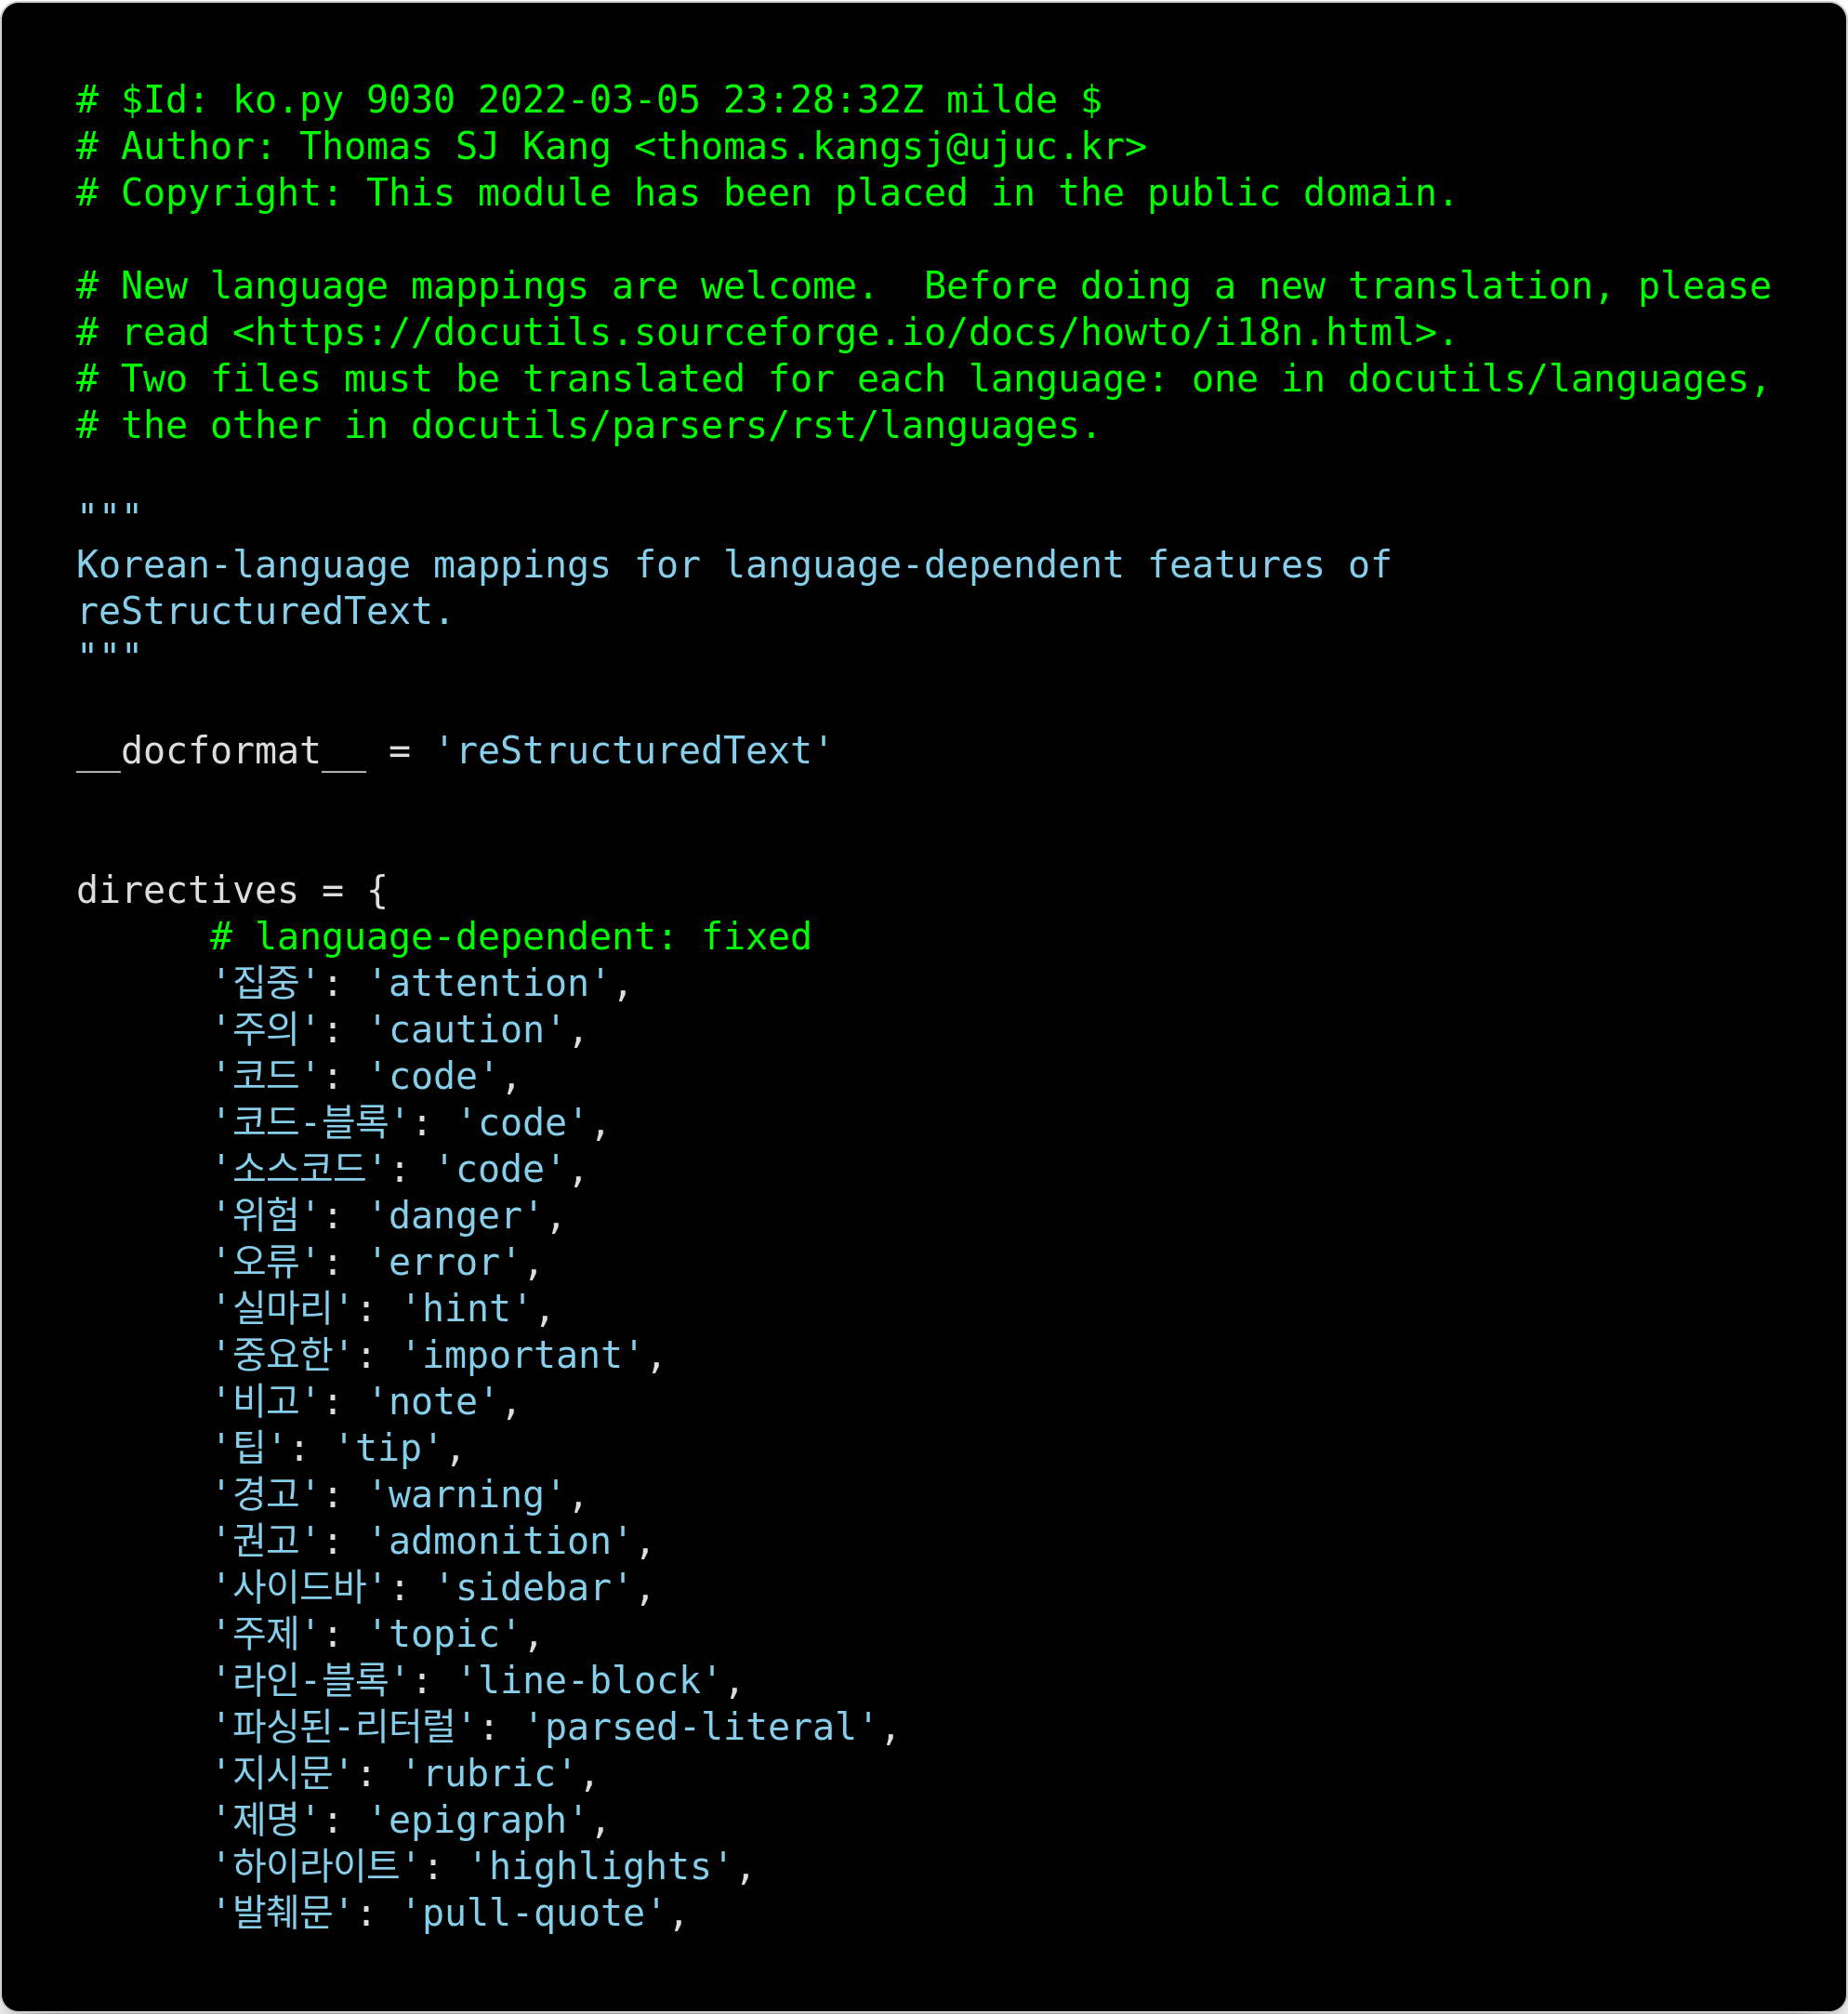 # $Id: ko.py 9030 2022-03-05 23:28:32Z milde $
# Author: Thomas SJ Kang <thomas.kangsj@ujuc.kr>
# Copyright: This module has been placed in the public domain.

# New language mappings are welcome.  Before doing a new translation, please
# read <https://docutils.sourceforge.io/docs/howto/i18n.html>.
# Two files must be translated for each language: one in docutils/languages,
# the other in docutils/parsers/rst/languages.

"""
Korean-language mappings for language-dependent features of
reStructuredText.
"""

__docformat__ = 'reStructuredText'


directives = {
      # language-dependent: fixed
      '집중': 'attention',
      '주의': 'caution',
      '코드': 'code',
      '코드-블록': 'code',
      '소스코드': 'code',
      '위험': 'danger',
      '오류': 'error',
      '실마리': 'hint',
      '중요한': 'important',
      '비고': 'note',
      '팁': 'tip',
      '경고': 'warning',
      '권고': 'admonition',
      '사이드바': 'sidebar',
      '주제': 'topic',
      '라인-블록': 'line-block',
      '파싱된-리터럴': 'parsed-literal',
      '지시문': 'rubric',
      '제명': 'epigraph',
      '하이라이트': 'highlights',
      '발췌문': 'pull-quote',